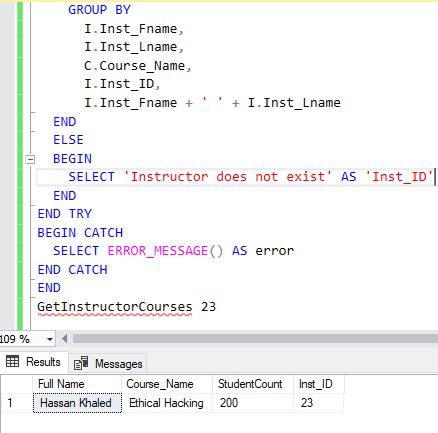 GROUP BY
I.Inst_Fname,
I.Inst_Lname,
C.Course_Name,
I.Inst_ID,
I.Inst_Fname + ' ' + I.Inst_Lname
END
ELSE
BEGIN
SELECT 'Instructor does not exist' AS 'Inst_ID'
END
END TRY
BEGIN CATCH
SELECT ERROR_MESSAGE() AS error
END CATCH
END
GetInstructorCourses 23
109 %
Results Messages
Full Name Course_Name StudentCount Inst_ID
1 Hassan Khaled Ethical Hacking 200 23